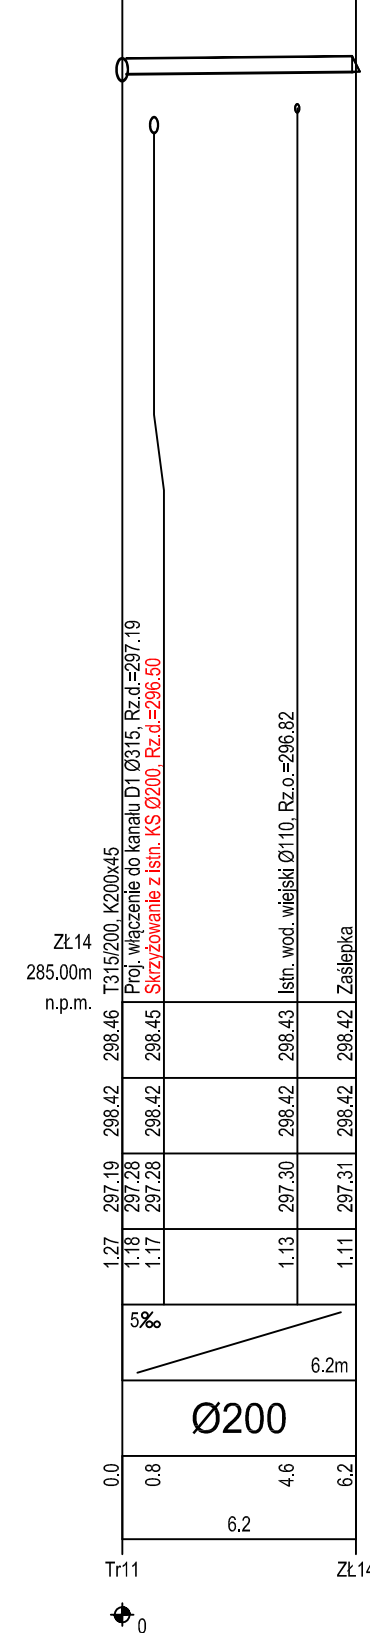 ZŁ14
285.00m
n.p.m.
T315/200, K200x45
Proj. włączenie do kanału D1 Ø315, Rz.d.=297.19
Skrzyżowanie z istn. KS Ø200, Rz.d.=296.50
Istn. wod. wiejski Ø110, Rz.o.=296.82
Zaślepka
298.46 298.45 298.43 298.42
298.42 298.42 298.42 298.42
297.19 297.28 297.28 297.30 297.31
1.27 1.18 1.17 1.13 1.11
5‰
6.2m
Ø200
0.0 0.8 4.6 6.2
6.2
Tr11 ZŁ14
0